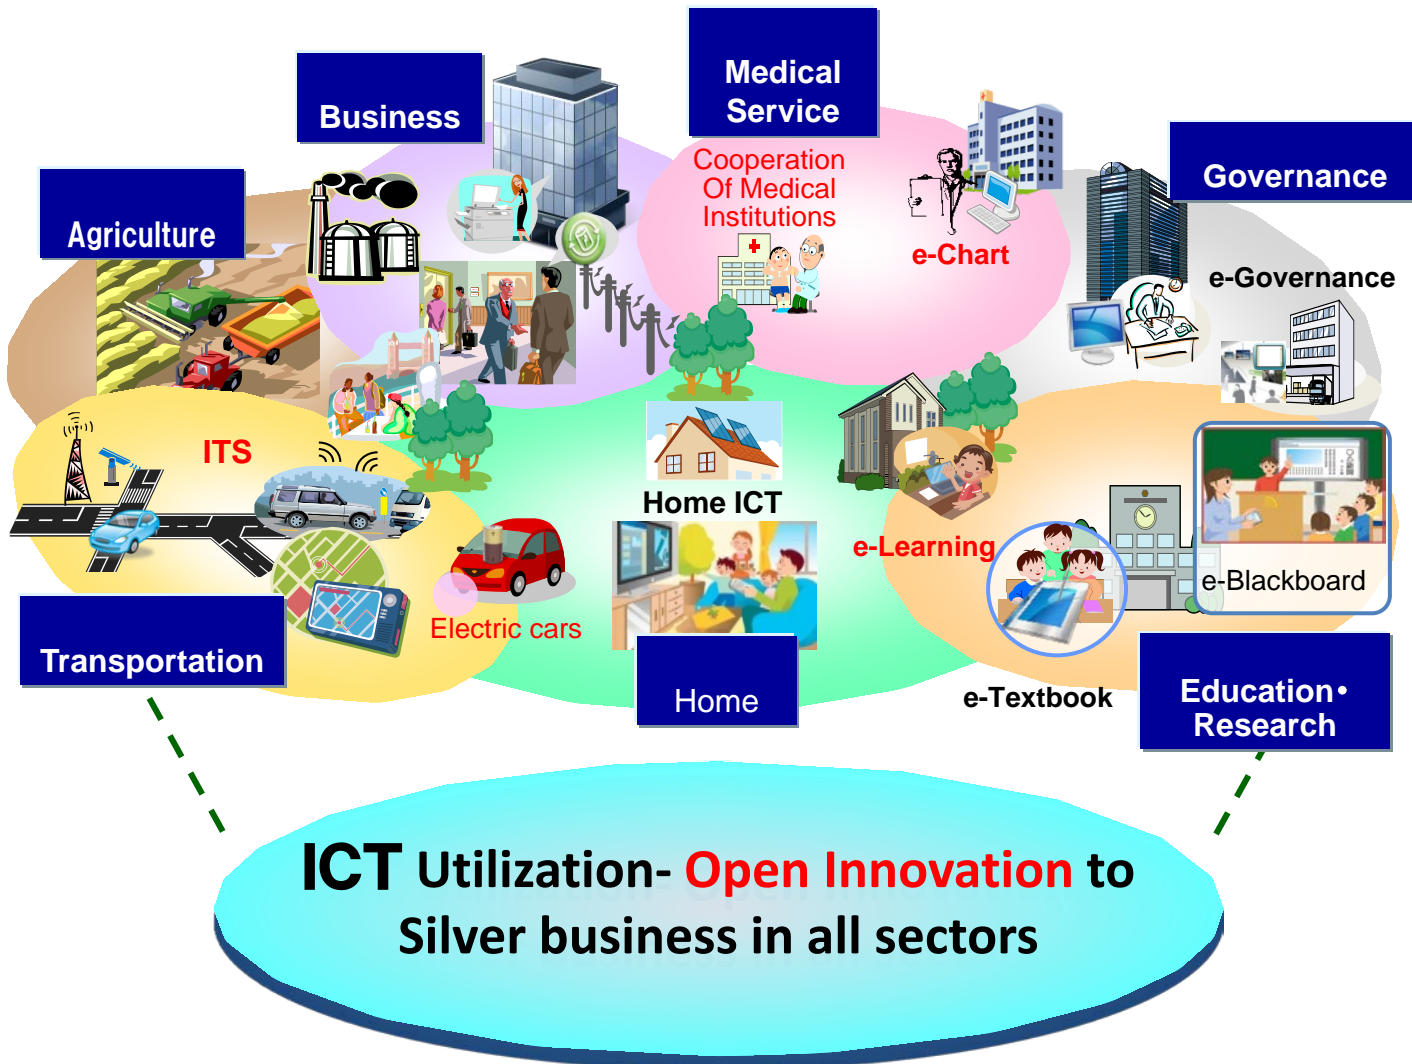 Medical
Service
Business
Governance
Agriculture
Cooperation
Of Medical
Institutions
e-Chart
e-Governance
ITS
Home ICT
e-Learning
e-Blackboard
Electric cars
Transportation
Home
e-Textbook
Education・
Research
ICT Utilization- Open Innovation to
Silver business in all sectors